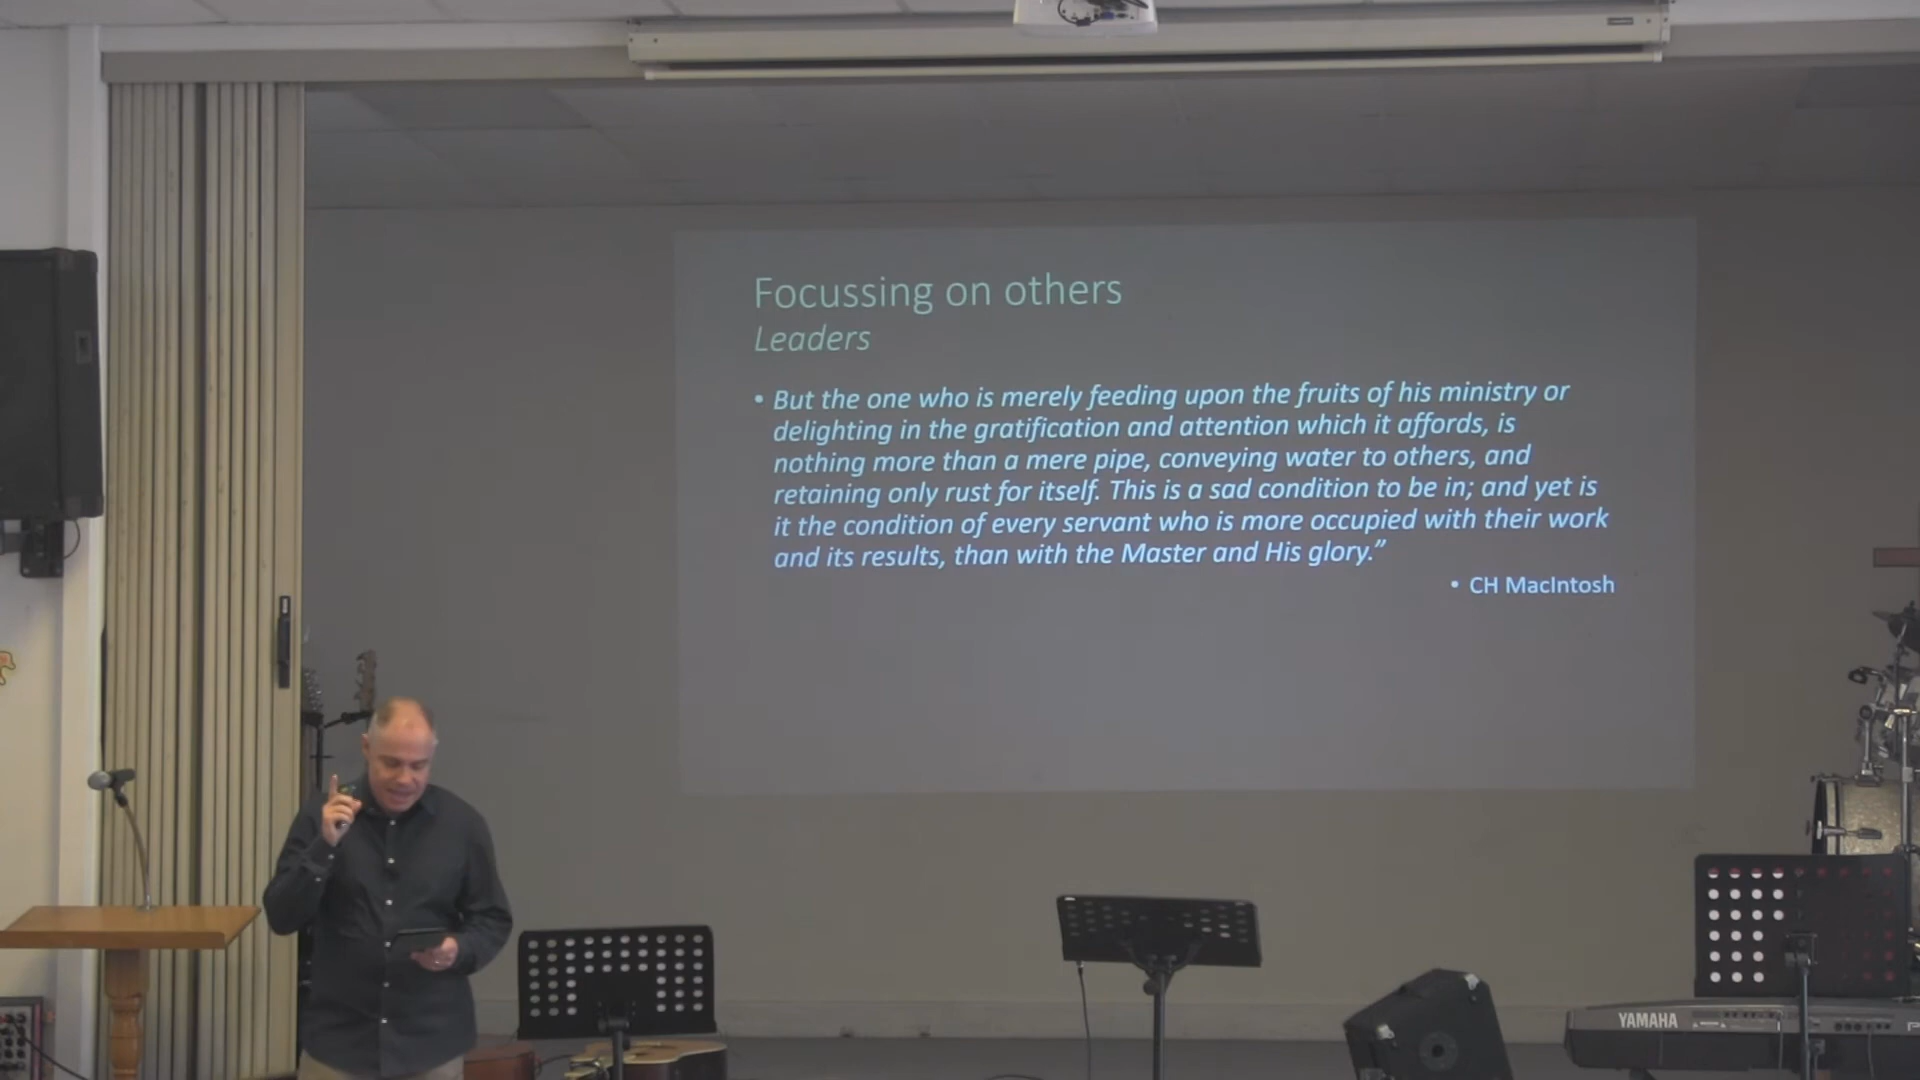 Focussing on others
Leaders
• But the one who is merely feeding upon the fruits of his ministry or
delighting in the gratification and attention which it affords, is
nothing more than a mere pipe, conveying water to others, and
retaining only rust for itself. This is a sad condition to be in; and yet is
it the condition of every servant who is more occupied with their work
and its results, than with the Master and His glory.”
• CH MacIntosh
YAMAHA